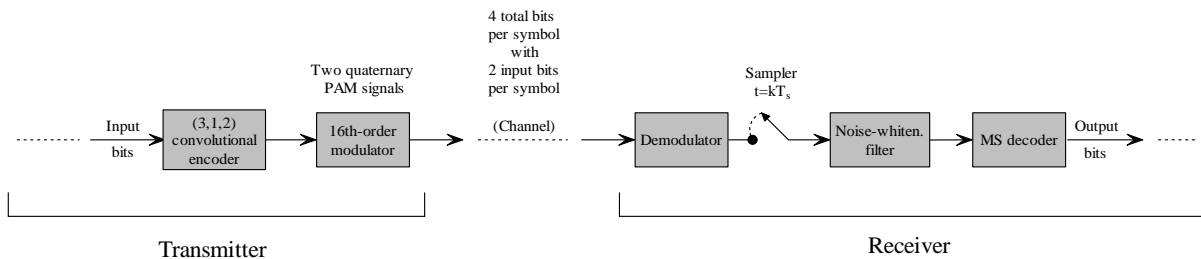 4 total bits
per symbol
with
2 input bits
per symbol
Two quaternary
PAM signals
Sampler
t=kTs
Input
bits
(3,1,2)
convolutional
encoder
16th-order
modulator
(Channel)
Demodulator
Noise-whiten.
filter
MS decoder
Output
bits
Transmitter
Receiver